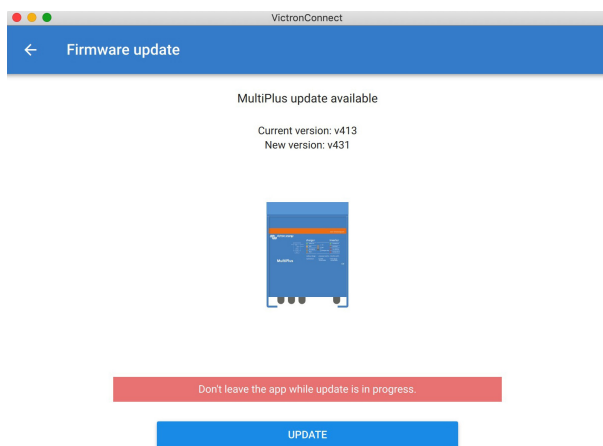 VictronConnect
Firmware update
MultiPlus update available
Current version: v413
New version: v431
MultiPlus
Don't leave the app while update is in progress.
UPDATE